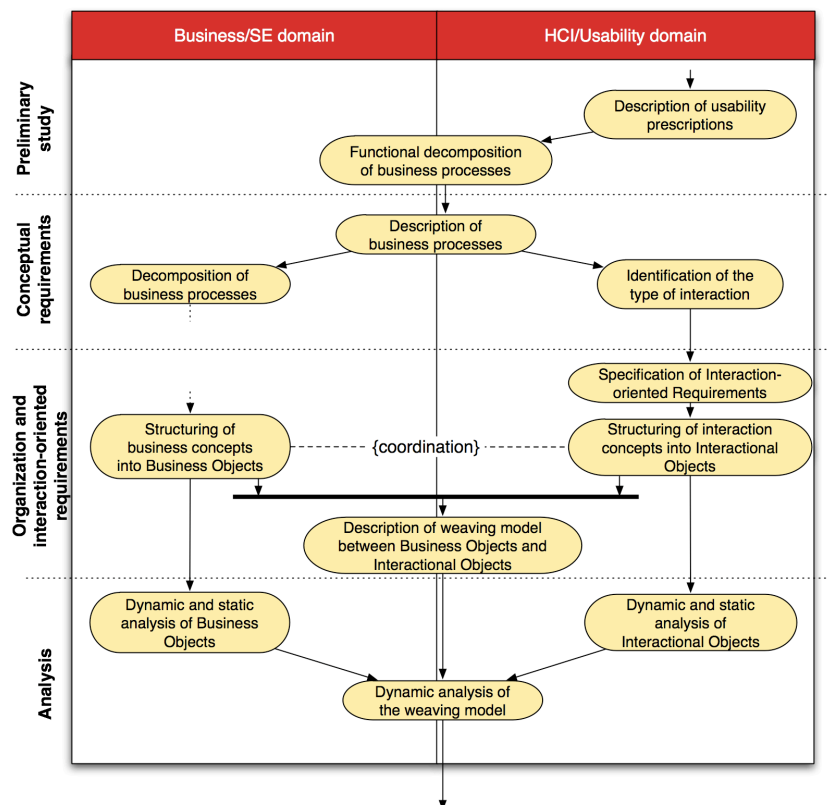 Business/SE domain
HCI/Usability domain
Preliminary
study
Description of usability
prescriptions
Functional decomposition
of business processes
Conceptual
requirements
Description of
business processes
Decomposition of
business processes
Identification of the
type of interaction
Organization and
interaction-oriented
requirements
Specification of Interaction-
oriented Requirements
Structuring of
business concepts
into Business Objects
{coordination}
Structuring of interaction
concepts into Interactional
Objects
Description of weaving model
between Business Objects and
Interactional Objects
Analysis
Dynamic and static
analysis of Business
Objects
Dynamic and static
analysis of
Interactional Objects
Dynamic analysis of
the weaving model